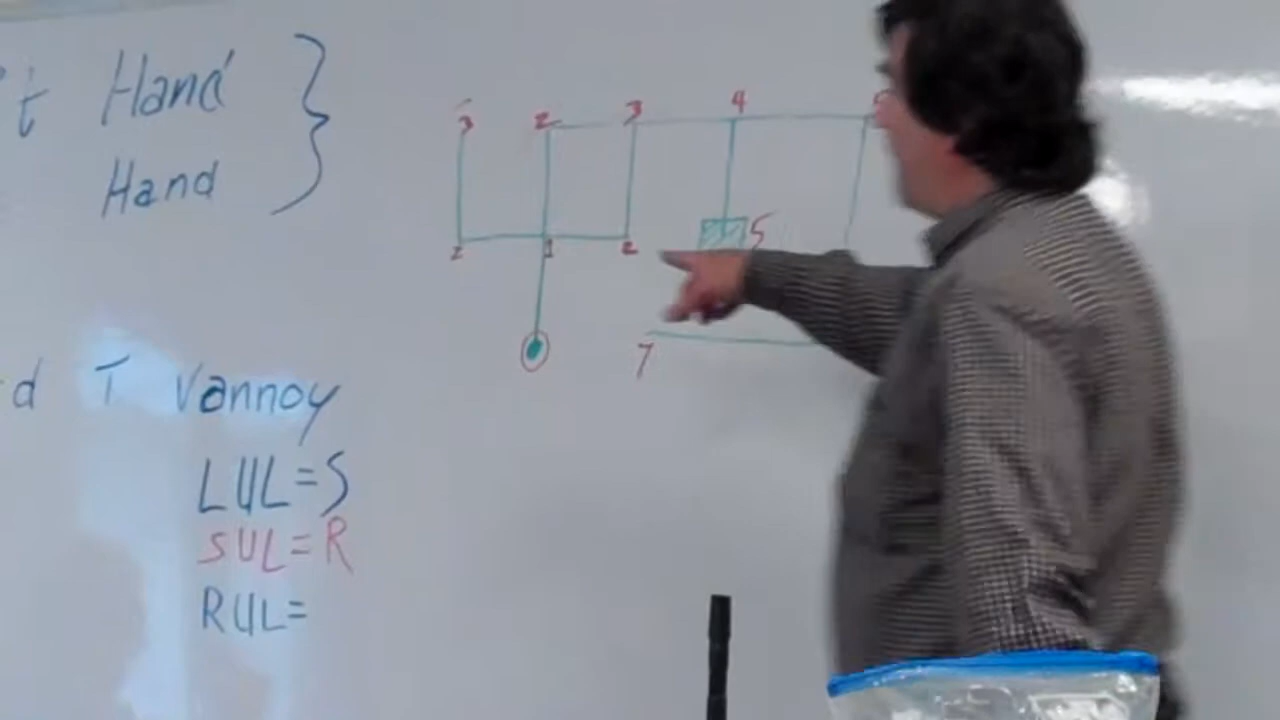 t Hand
Hand
d T Vannoy
LUL=S
SUL=R
RUL=
3 2 3 4
2 1 2
5
7